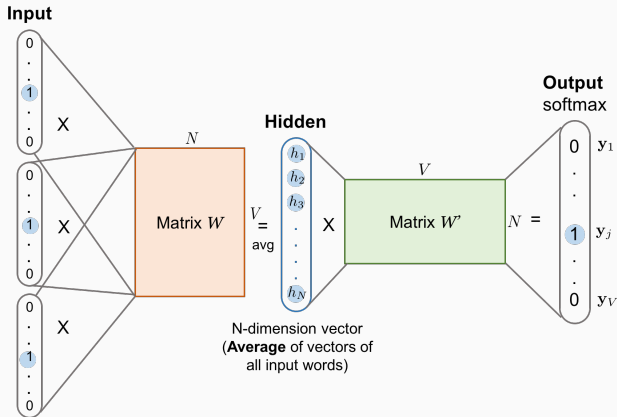 Input
0
.
.
1
.
.
0
X
0
.
.
1
.
.
0
X
0
.
.
1
.
.
0
X
N
Matrix W
V
=
avg
Hidden
h1
h2
h3
.
.
.
.
hN
N-dimension vector
(Average of vectors of
all input words)
X
V
Matrix W'
N =
Output
softmax
0 y1
.
.
1 yj
.
.
0 yV